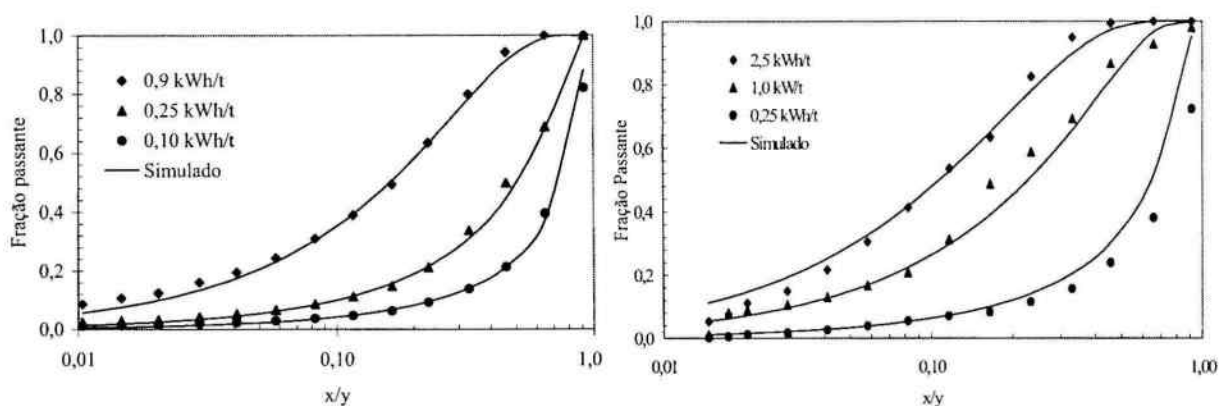 1,0
0,8
0,6
0,4
0,2
0,0
Fração passante
0,9 kWh/t
0,25 kWh/t
0,10 kWh/t
Simulado
0,01
0,10
1,0
x/y
1,0
0,8
0,6
0,4
0,2
0,0
Fração Passante
2,5 kWh/t
1,0 kW/t
0,25 kWh/t
Simulado
0,01
0,10
1,00
x/y